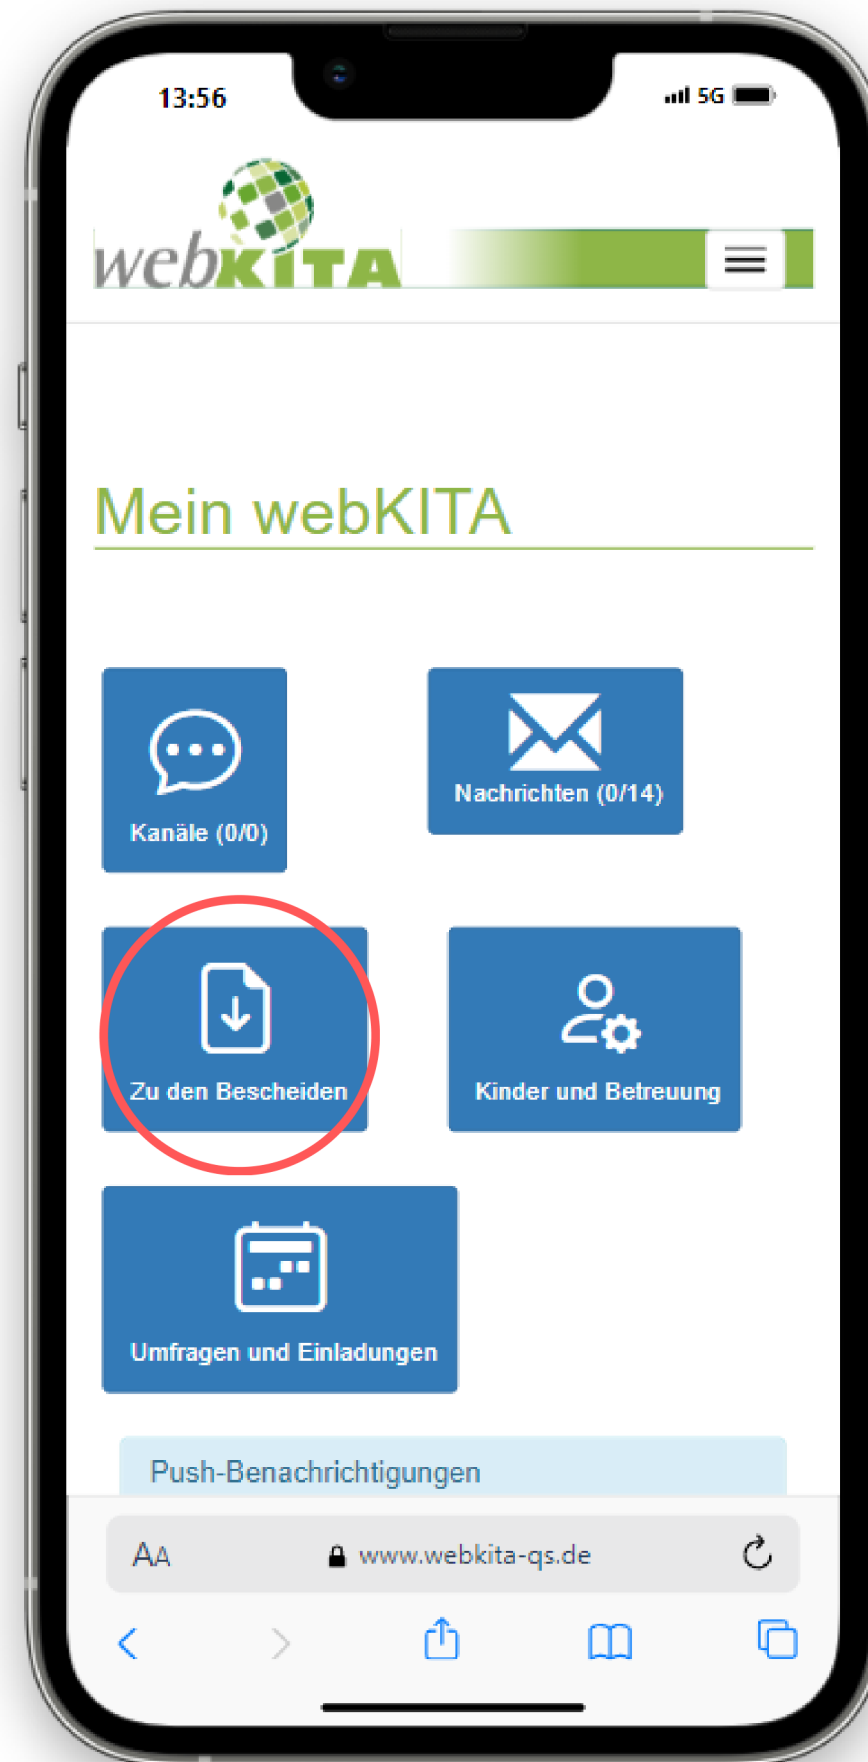 13:56
5G
webKITA
Mein webKITA
Kanäle (0/0)
Nachrichten (0/14)
Zu den Bescheiden
Kinder und Betreuung
Umfragen und Einladungen
Push-Benachrichtigungen
AA
www.webkita-qs.de